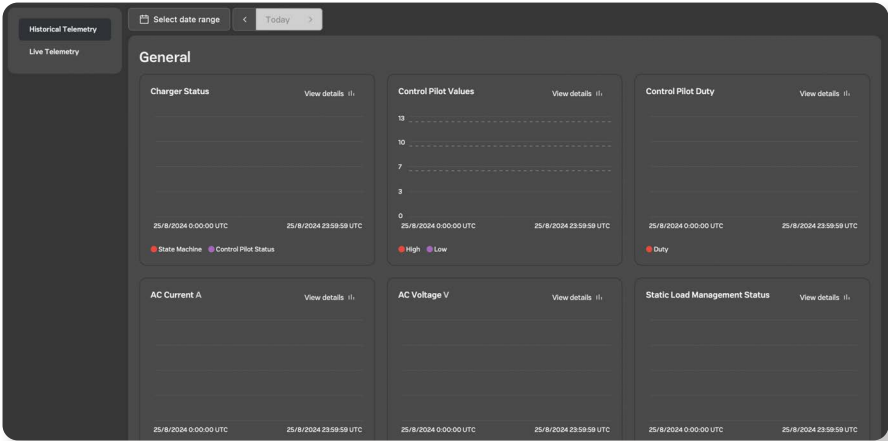 Historical Telemetry
Live Telemetry
Select date range
Today
General
Charger Status
View details
25/8/2024 0:00:00 UTC 25/8/2024 23:59:59 UTC
State Machine Control Pilot Status
Control Pilot Values
View details
13
10
7
3
0
25/8/2024 0:00:00 UTC 25/8/2024 23:59:59 UTC
High Low
Control Pilot Duty
View details
25/8/2024 0:00:00 UTC 25/8/2024 23:59:59 UTC
Duty
AC Current A
View details
25/8/2024 0:00:00 UTC 25/8/2024 23:59:59 UTC
AC Voltage V
View details
25/8/2024 0:00:00 UTC 25/8/2024 23:59:59 UTC
Static Load Management Status
View details
25/8/2024 0:00:00 UTC 25/8/2024 23:59:59 UTC